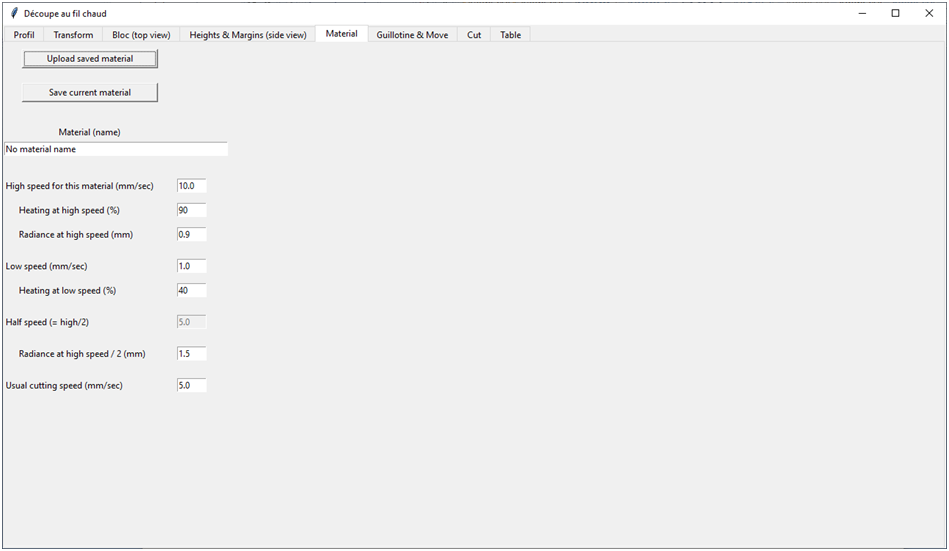 Découpe au fil chaud
Profil Transform Bloc (top view) Heights & Margins (side view) Material Guillotine & Move Cut Table
Upload saved material
Save current material
Material (name)
No material name
High speed for this material (mm/sec) 10.0
Heating at high speed (%) 90
Radiance at high speed (mm) 0.9
Low speed (mm/sec) 1.0
Heating at low speed (%) 40
Half speed (= high/2) 5.0
Radiance at high speed / 2 (mm) 1.5
Usual cutting speed (mm/sec) 5.0